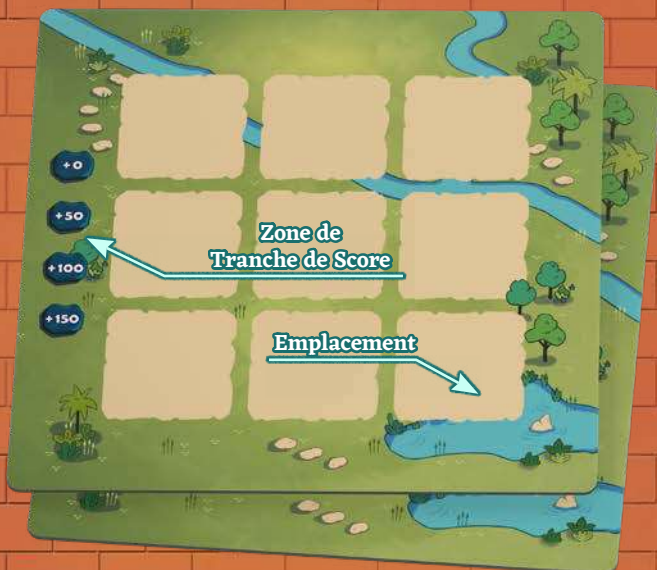 +0
+50
+100
+150
Zone de
Tranche de Score
Emplacement